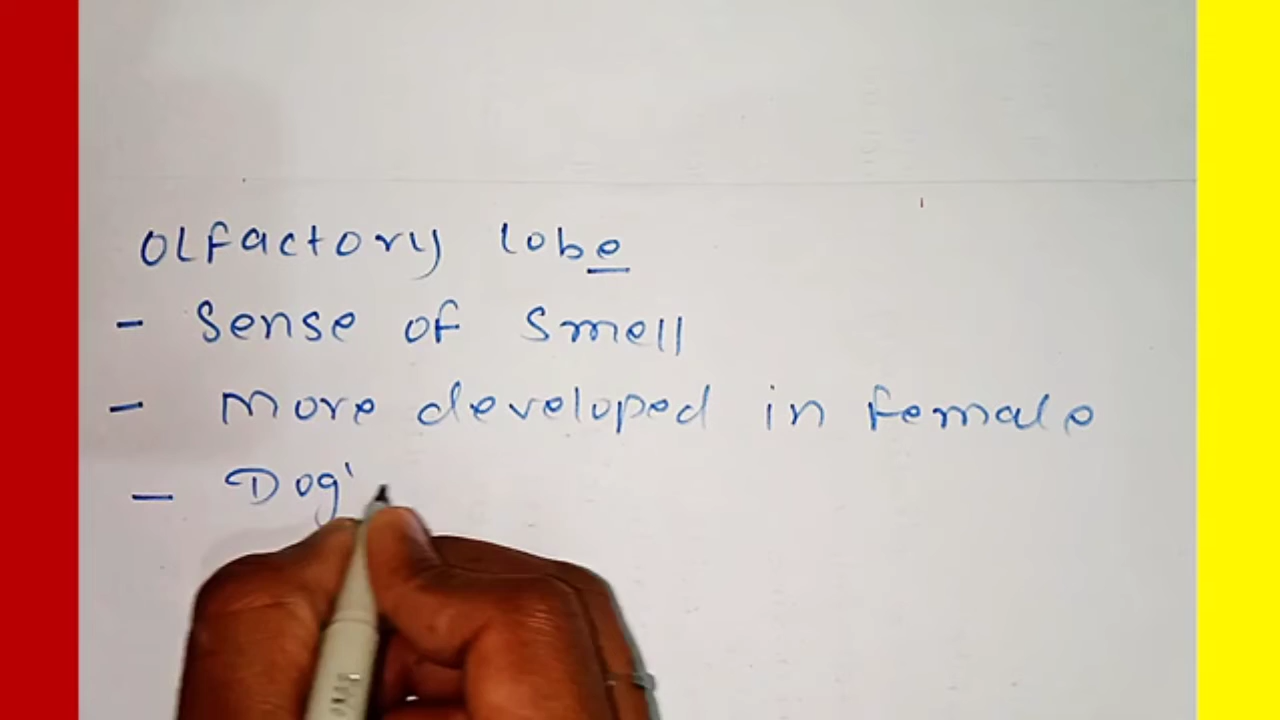 Olfactory lobe
- Sense of Smell
- More developed in female
- Dog'